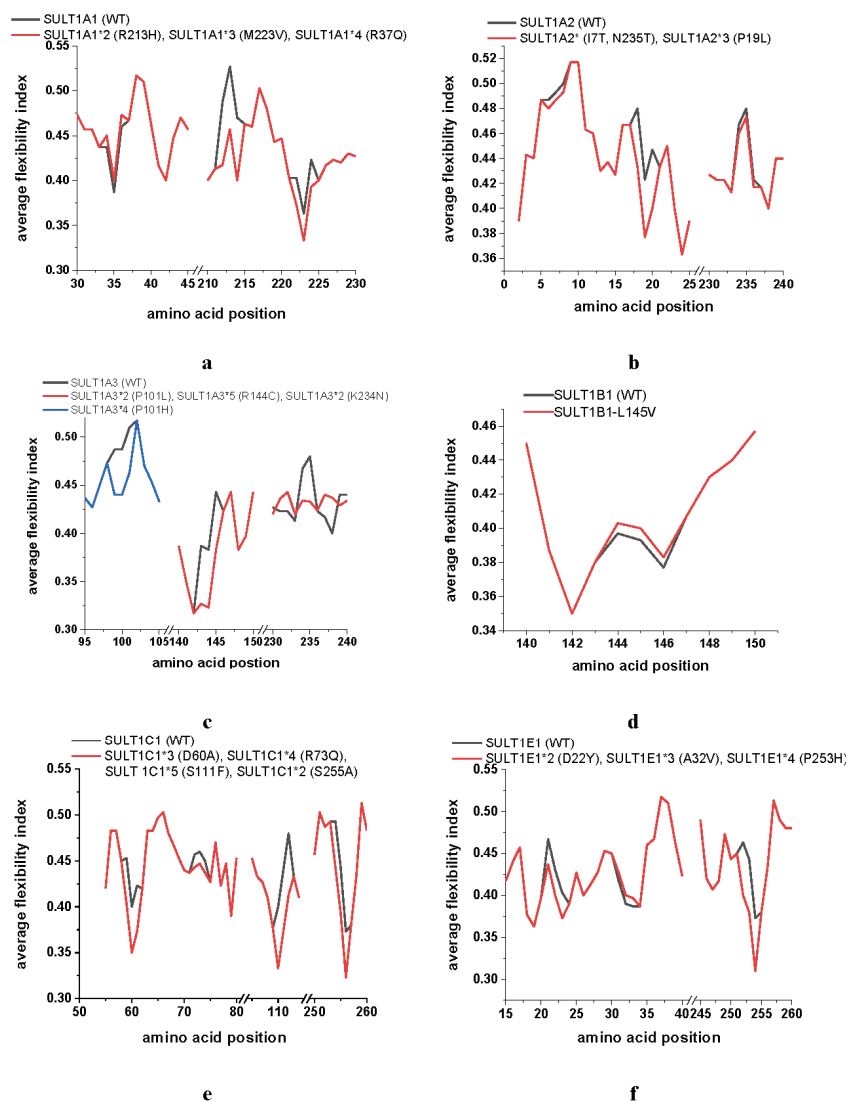 SULT1A1 (WT)
SULT1A1*2 (R213H), SULT1A1*3 (M223V), SULT1A1*4 (R37Q)
average flexibility index
0.55
0.50
0.45
0.40
0.35
0.30
30 35 40 45 210 215 220 225 230
amino acid position
a
SULT1A2 (WT)
SULT1A2* (I7T, N235T), SULT1A2*3 (P19L)
average flexibility index
0.52
0.50
0.48
0.46
0.44
0.42
0.40
0.38
0.36
0 5 10 15 20 25 230 235 240
amino acid position
b
SULT1A3 (WT)
SULT1A3*2 (P101L), SULT1A3*5 (R144C), SULT1A3*2 (K234N)
SULT1A3*4 (P101H)
average flexibility index
0.50
0.45
0.40
0.35
0.30
95 100 105 140 145 150 230 235 240
amino acid postion
c
SULT1B1 (WT)
SULT1B1-L145V
average flexibility index
0.46
0.44
0.42
0.40
0.38
0.36
0.34
140 142 144 146 148 150
amino acid position
d
SULT1C1 (WT)
SULT1C1*3 (D60A), SULT1C1*4 (R73Q),
SULT 1C1*5 (S111F), SULT1C1*2 (S255A)
average flexibility index
0.55
0.50
0.45
0.40
0.35
0.30
50 60 70 80 110 250 260
amino acid position
e
SULT1E1 (WT)
SULT1E1*2 (D22Y), SULT1E1*3 (A32V), SULT1E1*4 (P253H)
average flexibility index
0.55
0.50
0.45
0.40
0.35
0.30
15 20 25 30 35 40 245 250 255 260
amino acid position
f